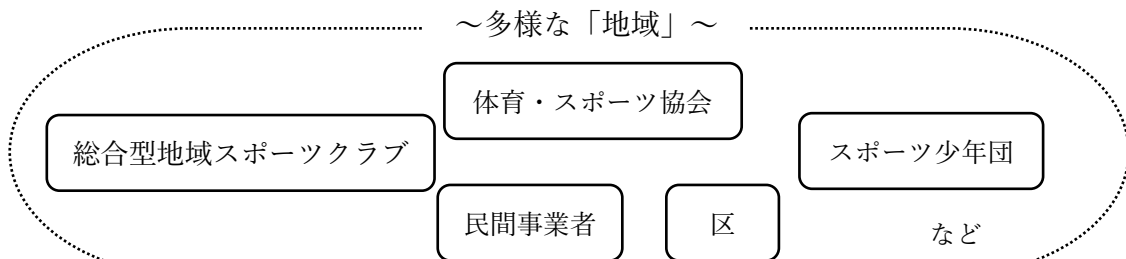 ～多様な「地域」～
体育・スポーツ協会
総合型地域スポーツクラブ
スポーツ少年団
民間事業者
区
など